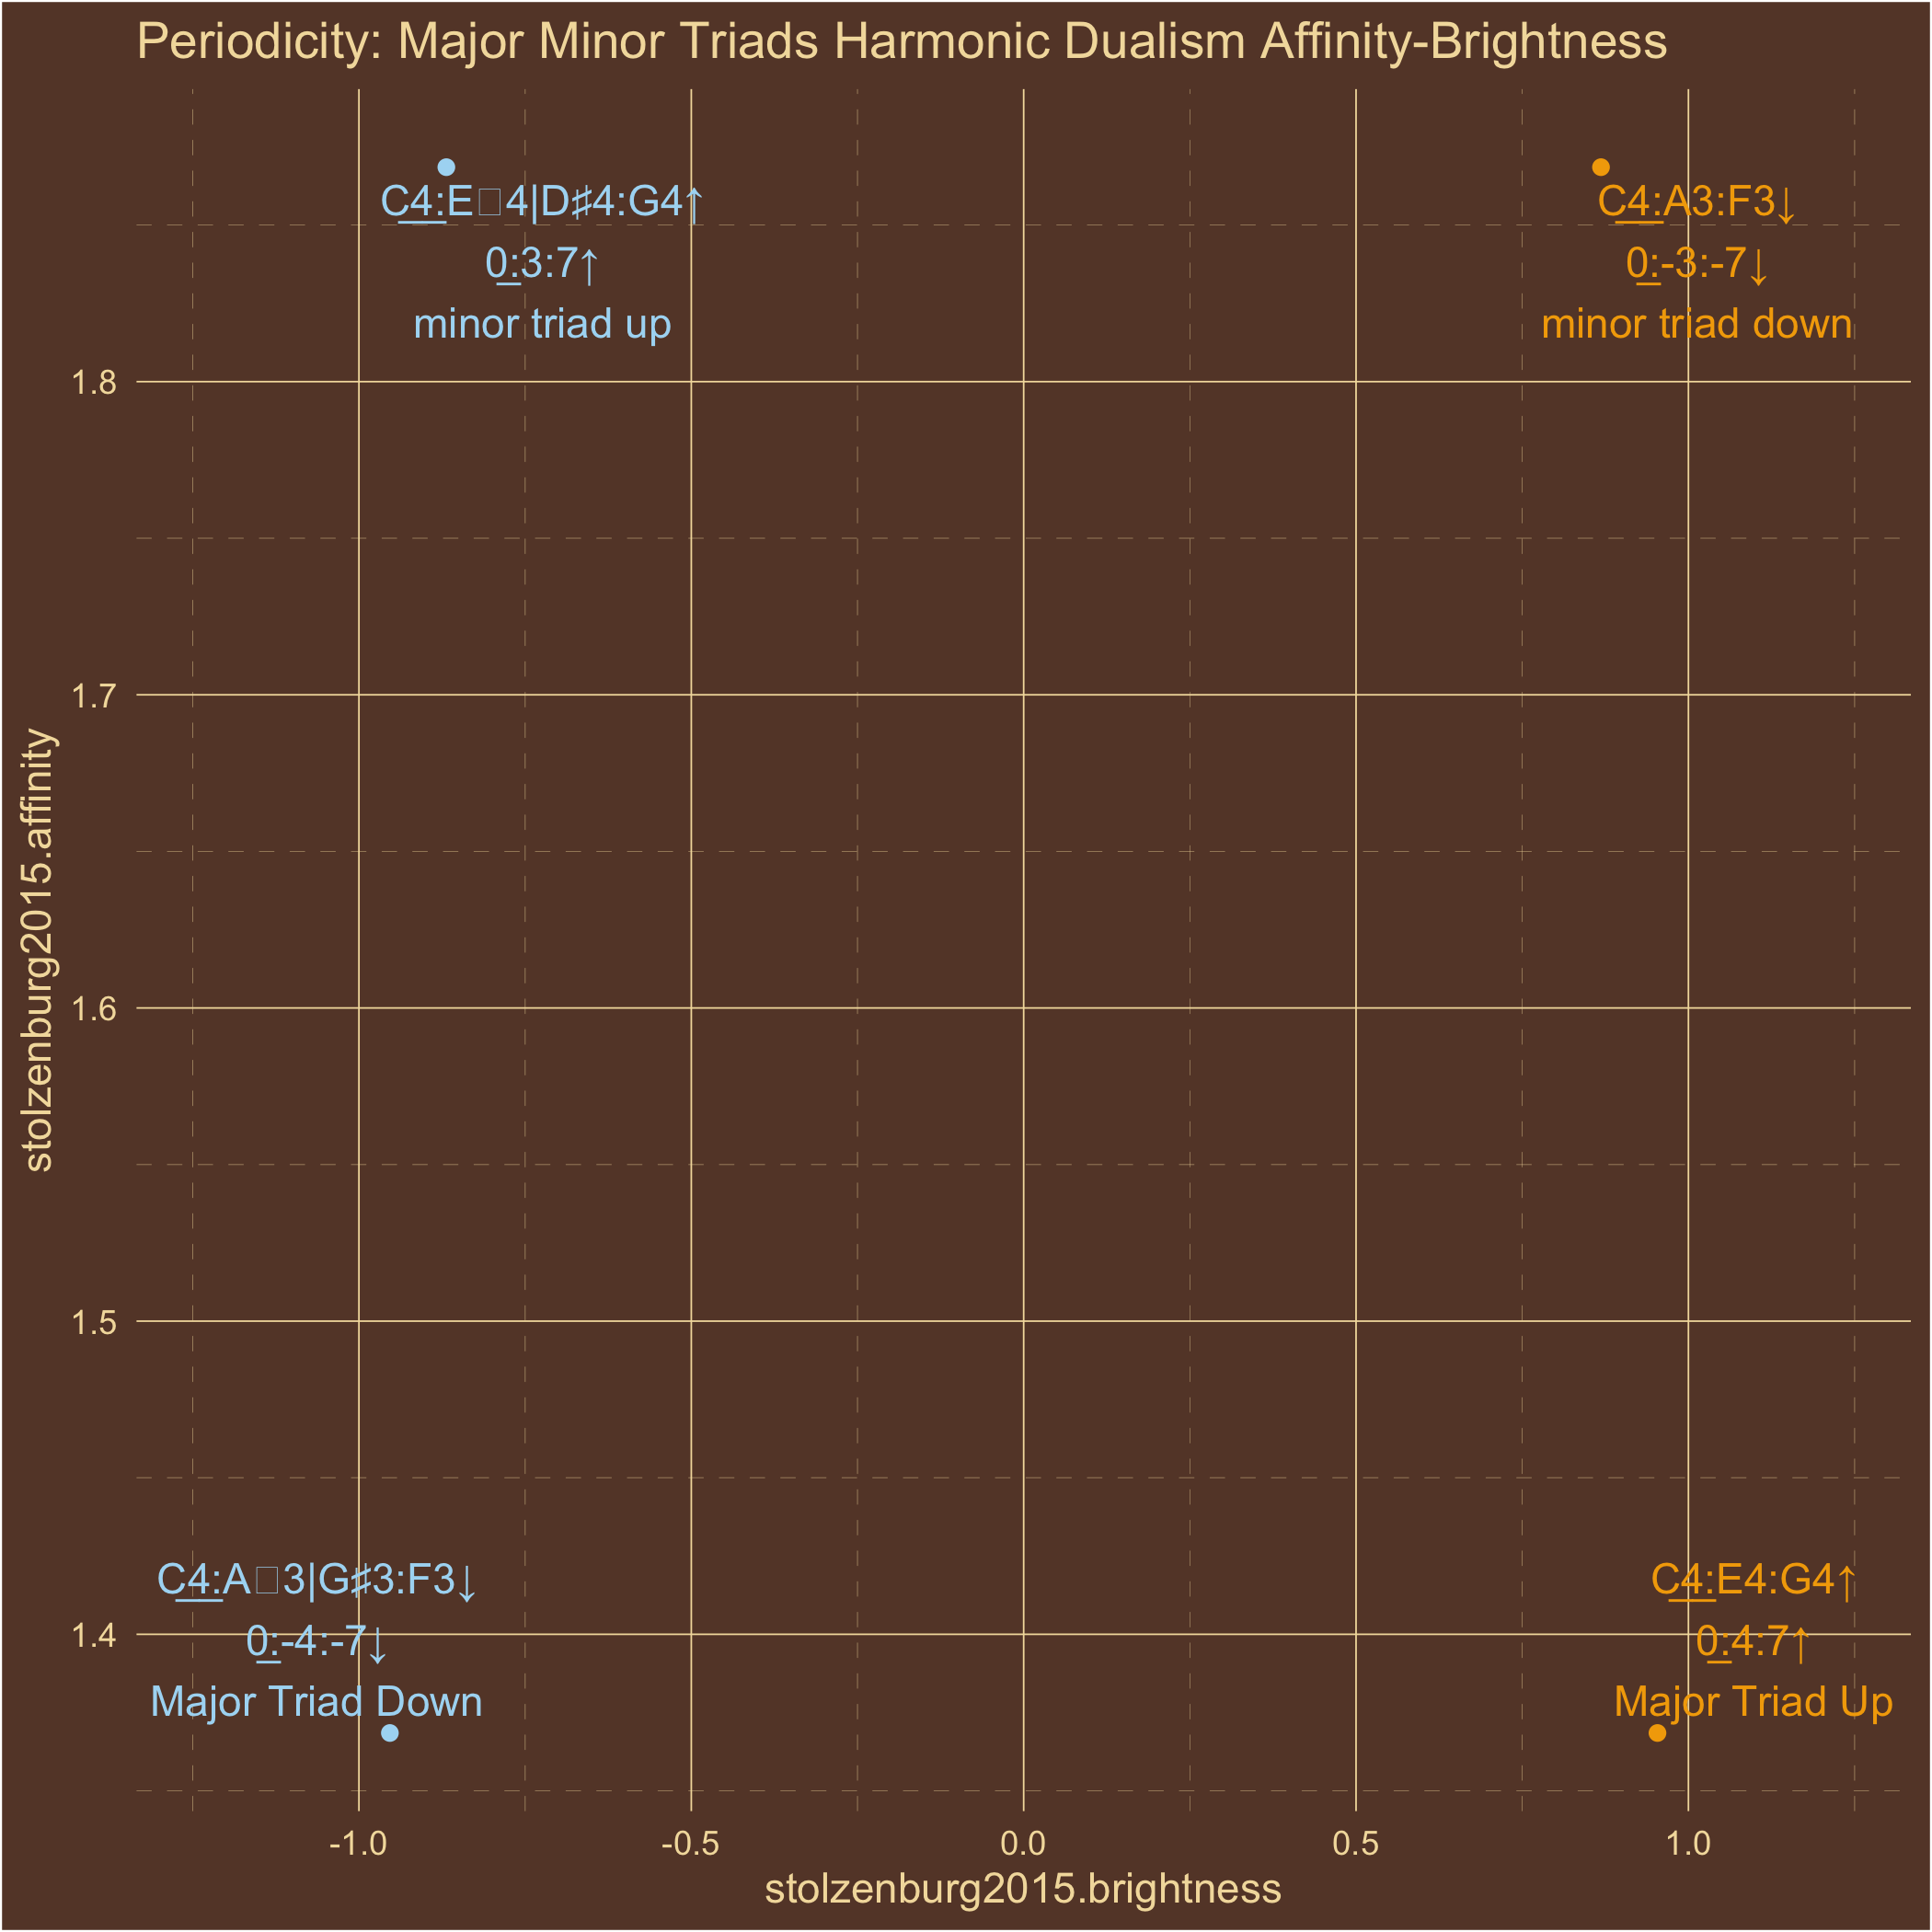 Periodicity: Major Minor Triads Harmonic Dualism Affinity-Brightness
C4:E□4|D♯4:G4↑
0:3:7↑
minor triad up
C4:A3:F3↓
0:-3:-7↓
minor triad down
1.8
1.7
1.6
1.5
1.4
stolzenburg2015.affinity
C4:A□3|G♯3:F3↓
0:-4:-7↓
Major Triad Down
C4:E4:G4↑
0:4:7↑
Major Triad Up
-1.0
-0.5
0.0
0.5
1.0
stolzenburg2015.brightness